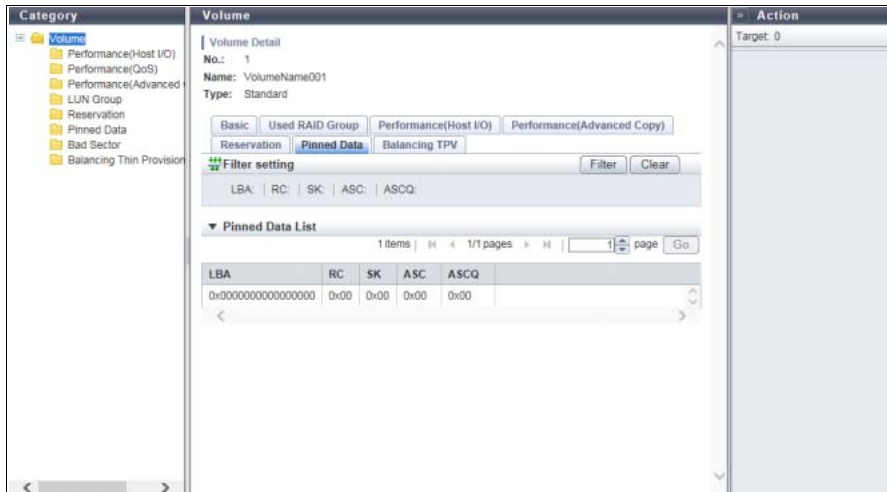 Category
Volume
Performance(Host I/O)
Performance(QoS)
Performance(Advanced
LUN Group
Reservation
Pinned Data
Bad Sector
Balancing Thin Provision
Volume
Volume Detail
No.: 1
Name: VolumeName001
Type: Standard
Basic Used RAID Group Performance(Host I/O) Performance(Advanced Copy)
Reservation Pinned Data Balancing TPV
Filter setting Filter Clear
LBA: | RC: | SK: | ASC: | ASCQ:
▼ Pinned Data List
1 items | 1/1 pages | 1 page Go
LBA RC SK ASC ASCQ
0x0000000000000000 0x00 0x00 0x00 0x00
» Action
Target: 0